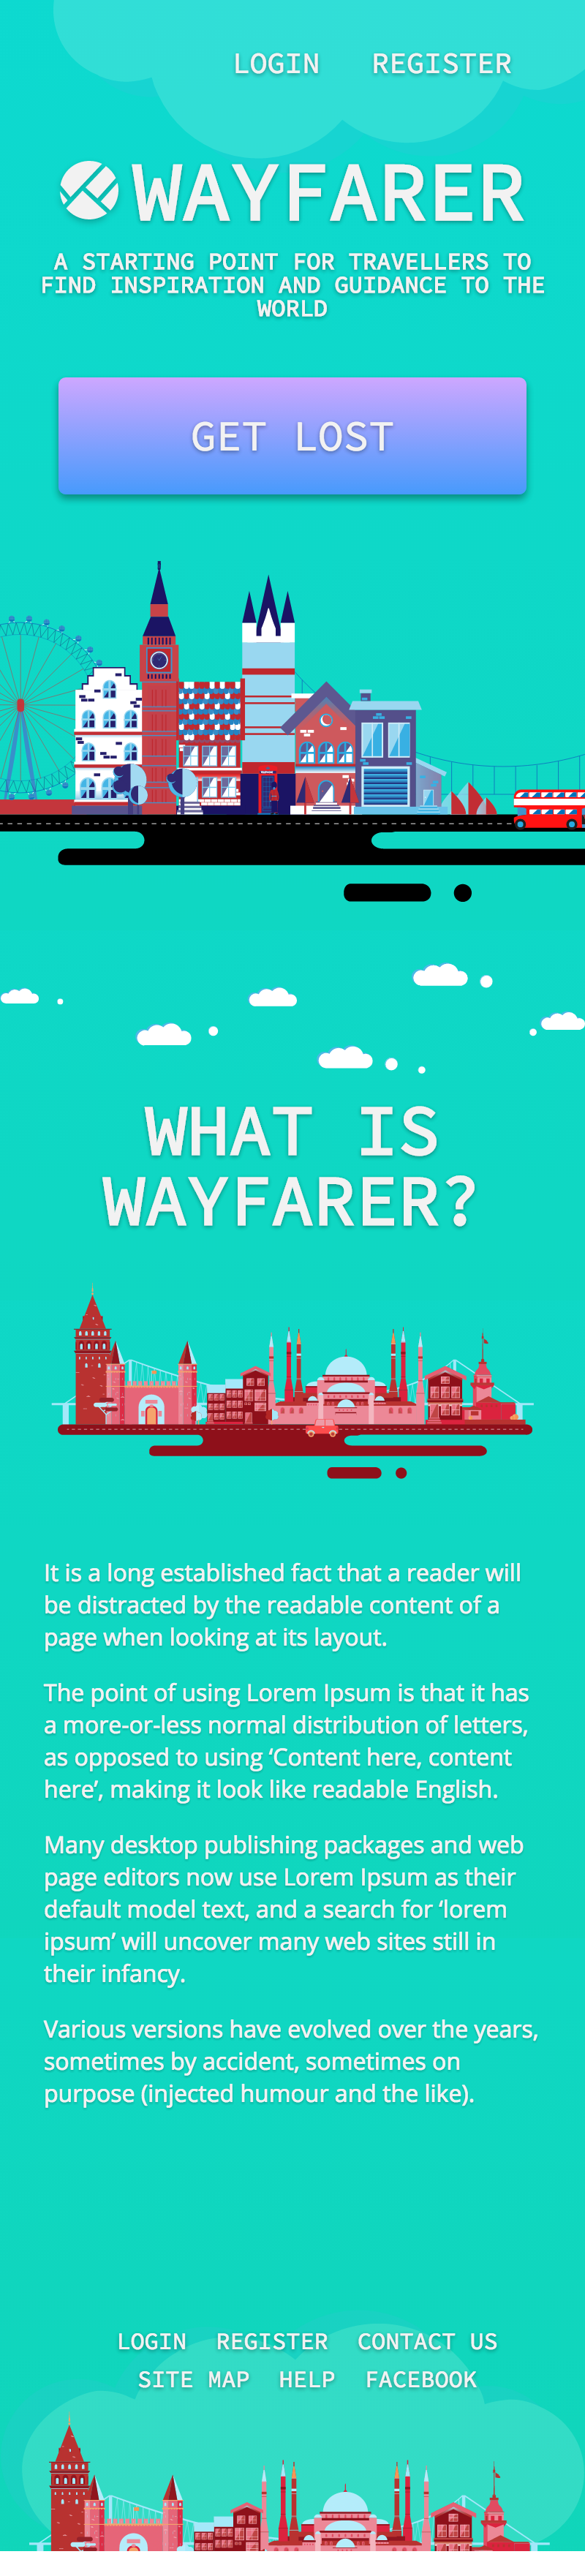 LOGIN REGISTER
WAYFARER
A STARTING POINT FOR TRAVELLERS TO
FIND INSPIRATION AND GUIDANCE TO THE
WORLD
GET LOST
WHAT IS
WAYFARER?
It is a long established fact that a reader will
be distracted by the readable content of a
page when looking at its layout.
The point of using Lorem Ipsum is that it has
a more-or-less normal distribution of letters,
as opposed to using ‘Content here, content
here’, making it look like readable English.
Many desktop publishing packages and web
page editors now use Lorem Ipsum as their
default model text, and a search for ‘lorem
ipsum’ will uncover many web sites still in
their infancy.
Various versions have evolved over the years,
sometimes by accident, sometimes on
purpose (injected humour and the like).
LOGIN REGISTER CONTACT US
SITE MAP HELP FACEBOOK